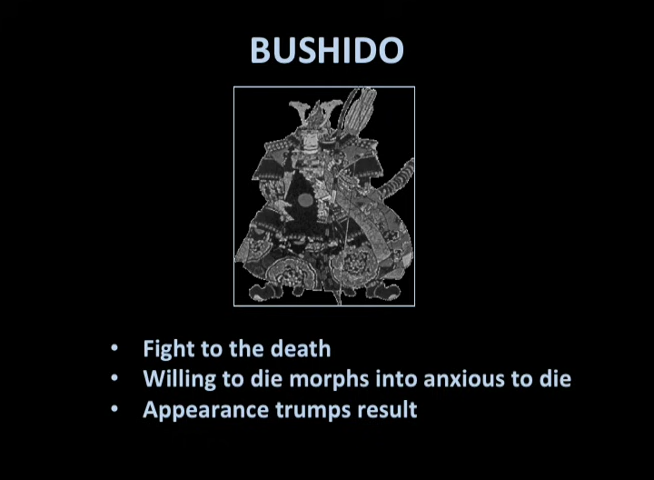 BUSHIDO
• Fight to the death
• Willing to die morphs into anxious to die
• Appearance trumps result